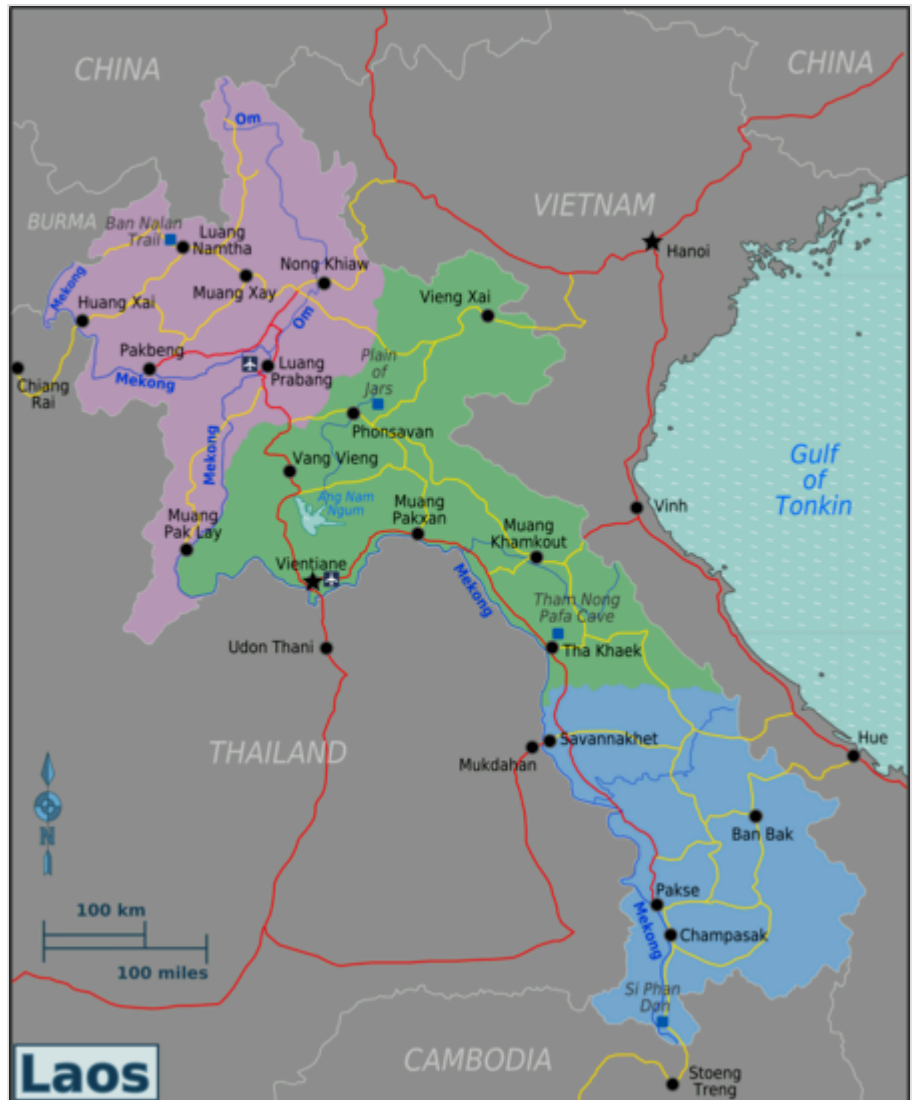 CHINA
CHINA
Om
VIETNAM
BURMA
Ban Nalan
Trail
Luang
Namtha
Hanoi
Nong Khiaw
Mekong
Muang Xay
Huang Xai
Om
Vieng Xai
Pakbeng
Plain
of
Jars
Luang
Prabang
Mekong
Chiang
Rai
Phonsavan
Mekong
Vang Vieng
Gulf
of
Tonkin
Ang Nam
Ngum
Muang
Pakxan
Vinh
Muang
Pak Lay
Muang
Khamkout
Vientiane
Mekong
Tham Nong
Pafa Cave
Udon Thani
Tha Khaek
THAILAND
Savannakhet
Hue
Mukdahan
N
Ban Bak
Pakse
100 km
Mekong
Champasak
100 miles
Si Phan
Don
CAMBODIA
Laos
Stoeng
Treng